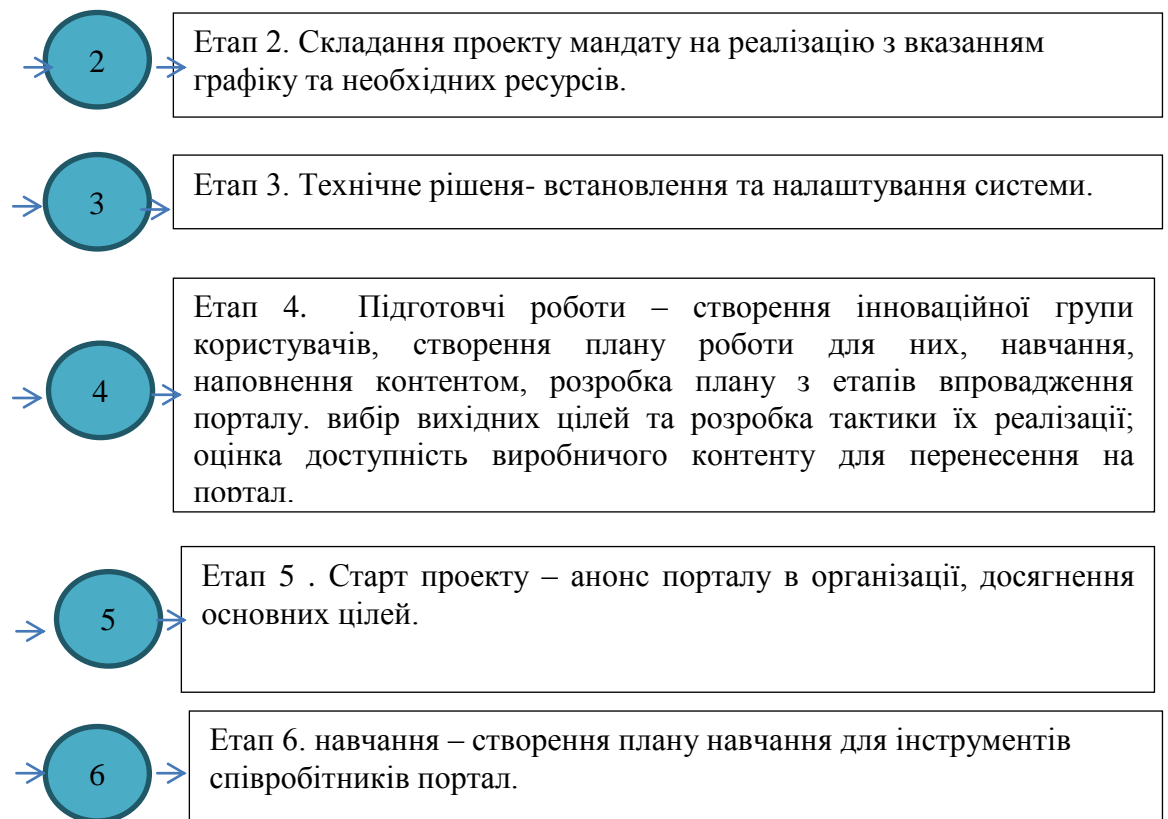 2
Етап 2. Складання проекту мандату на реалізацію з вказанням
графіку та необхідних ресурсів.
3
Етап 3. Технічне рішеня- встановлення та налаштування системи.
4
Етап 4. Підготовчі роботи – створення інноваційної групи
користувачів, створення плану роботи для них, навчання,
наповнення контентом, розробка плану з етапів впровадження
порталу. вибір вихідних цілей та розробка тактики їх реалізації;
оцінка доступність виробничого контенту для перенесення на
портал.
5
Етап 5 . Старт проекту – анонс порталу в організації, досягнення
основних цілей.
6
Етап 6. навчання – створення плану навчання для інструментів
співробітників портал.